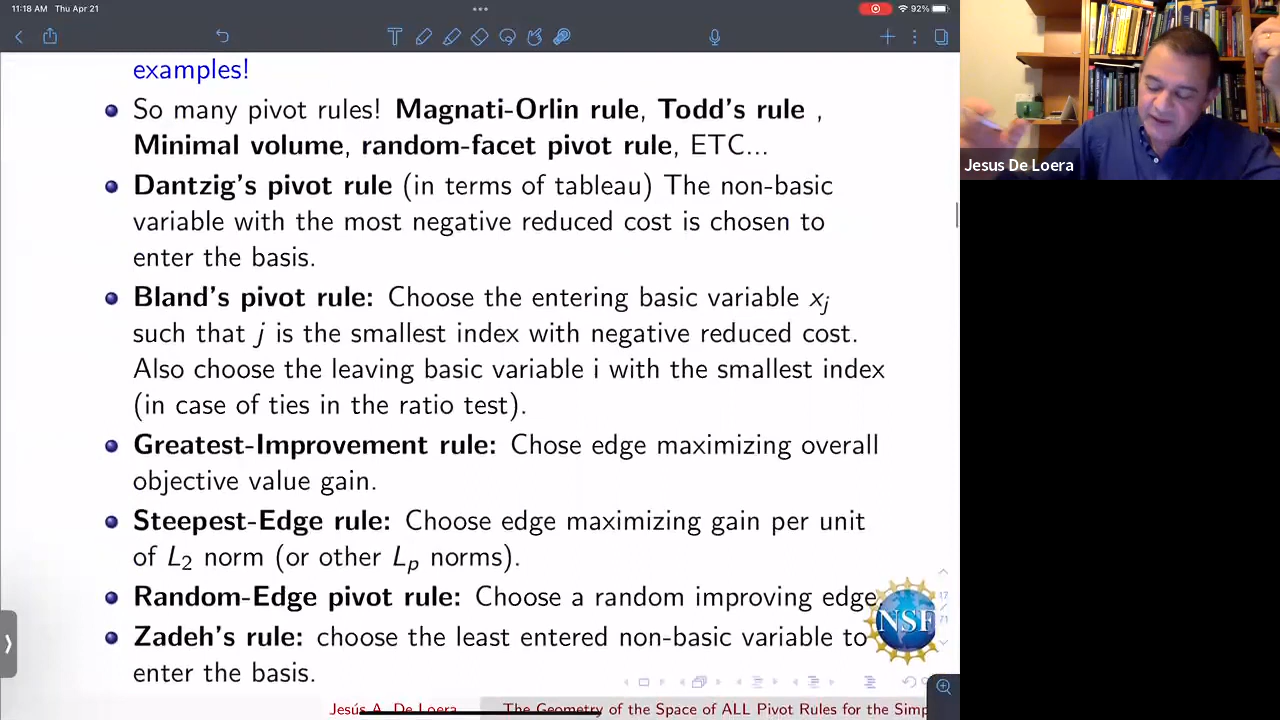 11:18 AM Thu Apr 21
92%
examples!
So many pivot rules! Magnati-Orlin rule, Todd's rule ,
Minimal volume, random-facet pivot rule, ETC...
Dantzig's pivot rule (in terms of tableau) The non-basic
variable with the most negative reduced cost is chosen to
enter the basis.
Bland's pivot rule: Choose the entering basic variable xj
such that j is the smallest index with negative reduced cost.
Also choose the leaving basic variable i with the smallest index
(in case of ties in the ratio test).
Greatest-Improvement rule: Chose edge maximizing overall
objective value gain.
Steepest-Edge rule: Choose edge maximizing gain per unit
of L2 norm (or other Lp norms).
Random-Edge pivot rule: Choose a random improving edge
Zadeh's rule: choose the least entered non-basic variable to
enter the basis.
NSF
17
/
71
Jesús A. De Loera
The Geometry of the Space of ALL Pivot Rules for the Simp
Jesus De Loera